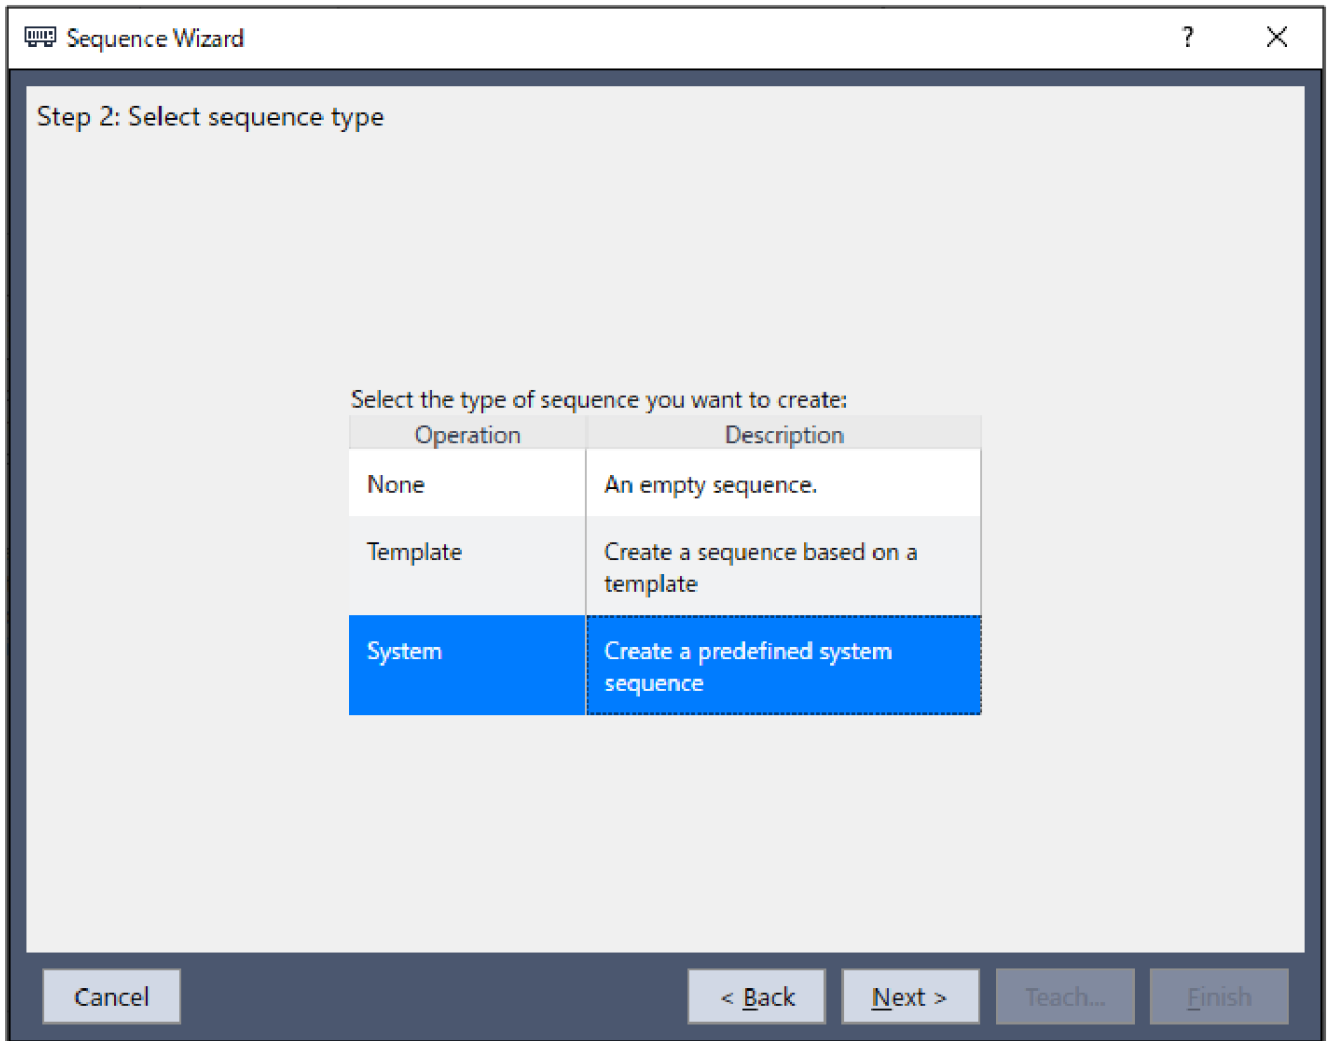 Sequence Wizard
?
Step 2: Select sequence type
Select the type of sequence you want to create:
Operation Description
None An empty sequence.
Template Create a sequence based on a
template
System Create a predefined system
sequence
Cancel < Back Next > Teach... Finish